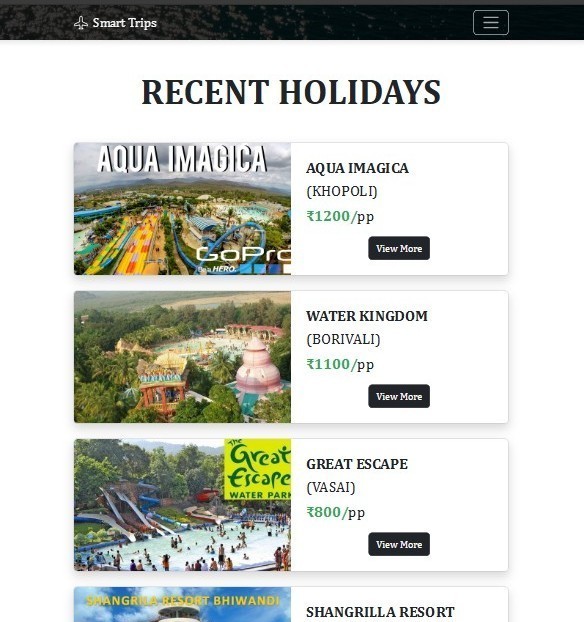 Smart Trips
RECENT HOLIDAYS
AQUA IMAGICA
GoPro
Be a HERO.
AQUA IMAGICA
(KHOPOLI)
₹1200/pp
View More
WATER KINGDOM
(BORIVALI)
₹1100/pp
View More
The
Great
Escape
WATER PARK
GREAT ESCAPE
(VASAI)
₹800/pp
View More
SHANGRILA RESORT BHIWANDI
SHANGRILLA RESORT